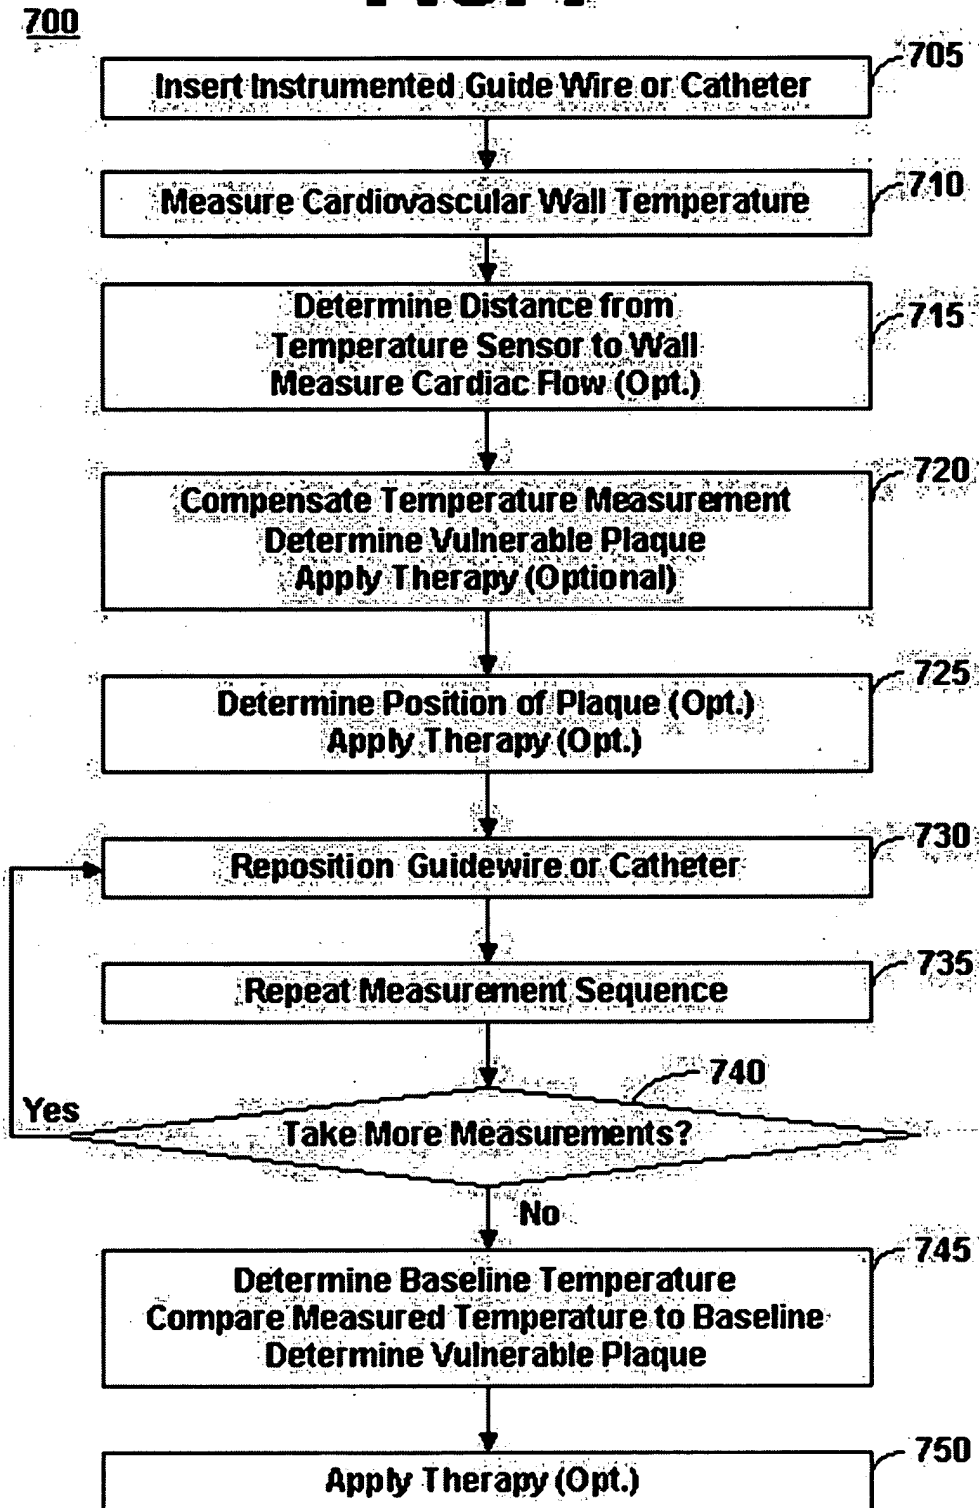 700
Insert Instrumented Guide Wire or Catheter
705
Measure Cardiovascular Wall Temperature
710
Determine Distance from
Temperature Sensor to Wall
Measure Cardiac Flow (Opt.)
715
Compensate Temperature Measurement
Determine Vulnerable Plaque
Apply Therapy (Optional)
720
Determine Position of Plaque (Opt.)
Apply Therapy (Opt.)
725
Reposition Guidewire or Catheter
730
Repeat Measurement Sequence
735
740
Yes
Take More Measurements?
No
Determine Baseline Temperature
Compare Measured Temperature to Baseline
Determine Vulnerable Plaque
745
Apply Therapy (Opt.)
750